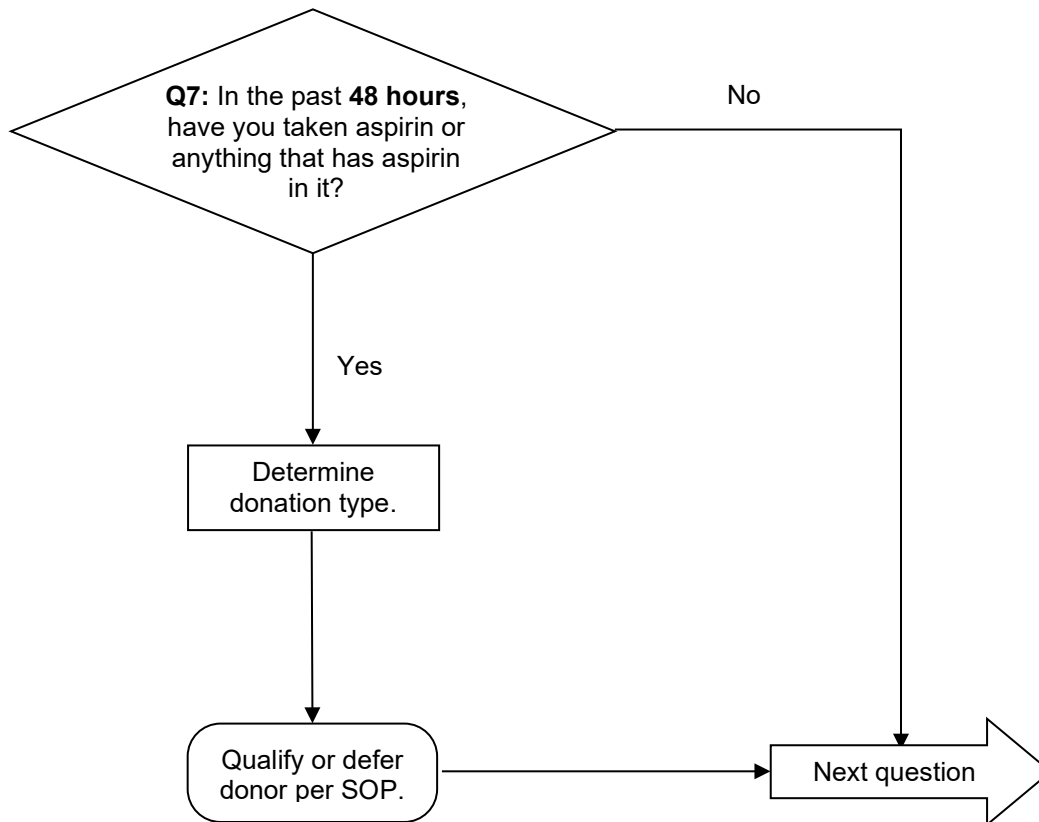 Q7: In the past 48 hours,
have you taken aspirin or
anything that has aspirin
in it?
No
Yes
Determine
donation type.
Qualify or defer
donor per SOP.
Next question